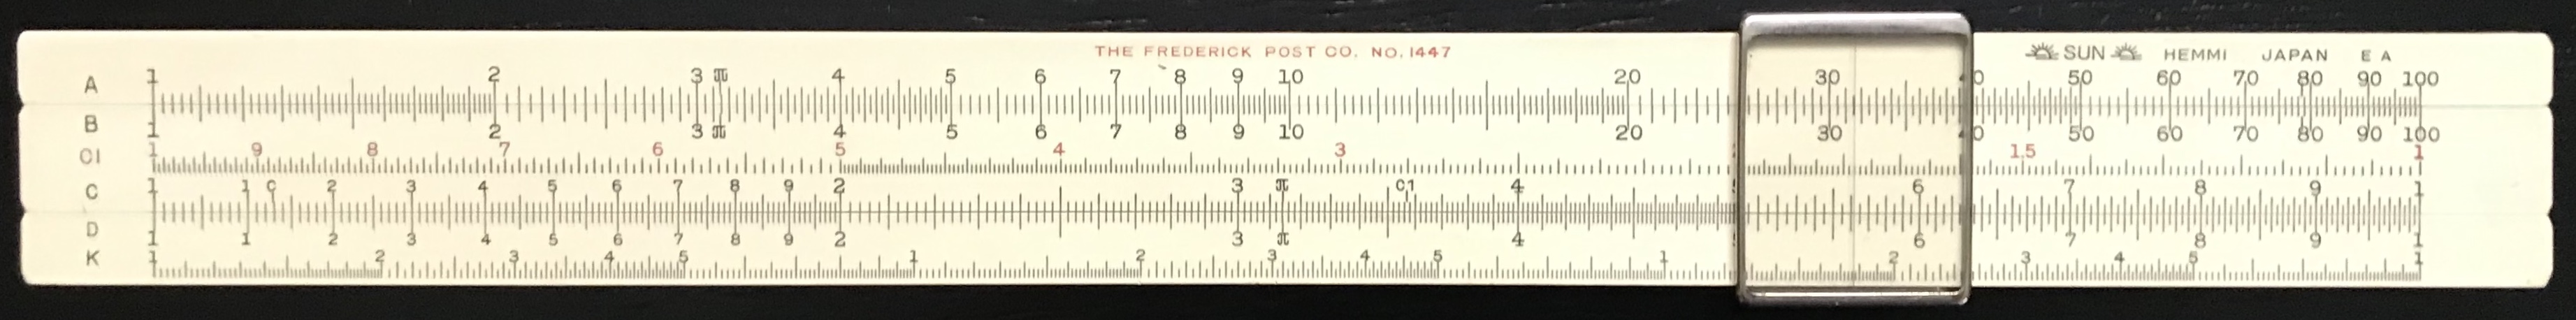 THE FREDERICK POST CO. NO. 1447 SUN HEMMI JAPAN E A
A 1 2 3 π 4 5 6 7 8 9 10 20 30 40 50 60 70 80 90 100
B 1 2 3 π 4 5 6 7 8 9 10 20 30 40 50 60 70 80 90 100
CI 1 9 8 7 6 5 4 3 1.5 1
C 1 1 C 2 3 4 5 6 7 8 9 2 3 π C1 4 6 7 8 9 1
D 1 1 2 3 4 5 6 7 8 9 2 3 π 4 6 7 8 9 1
K 1 2 3 4 5 1 2 3 4 5 1 2 3 4 5 1